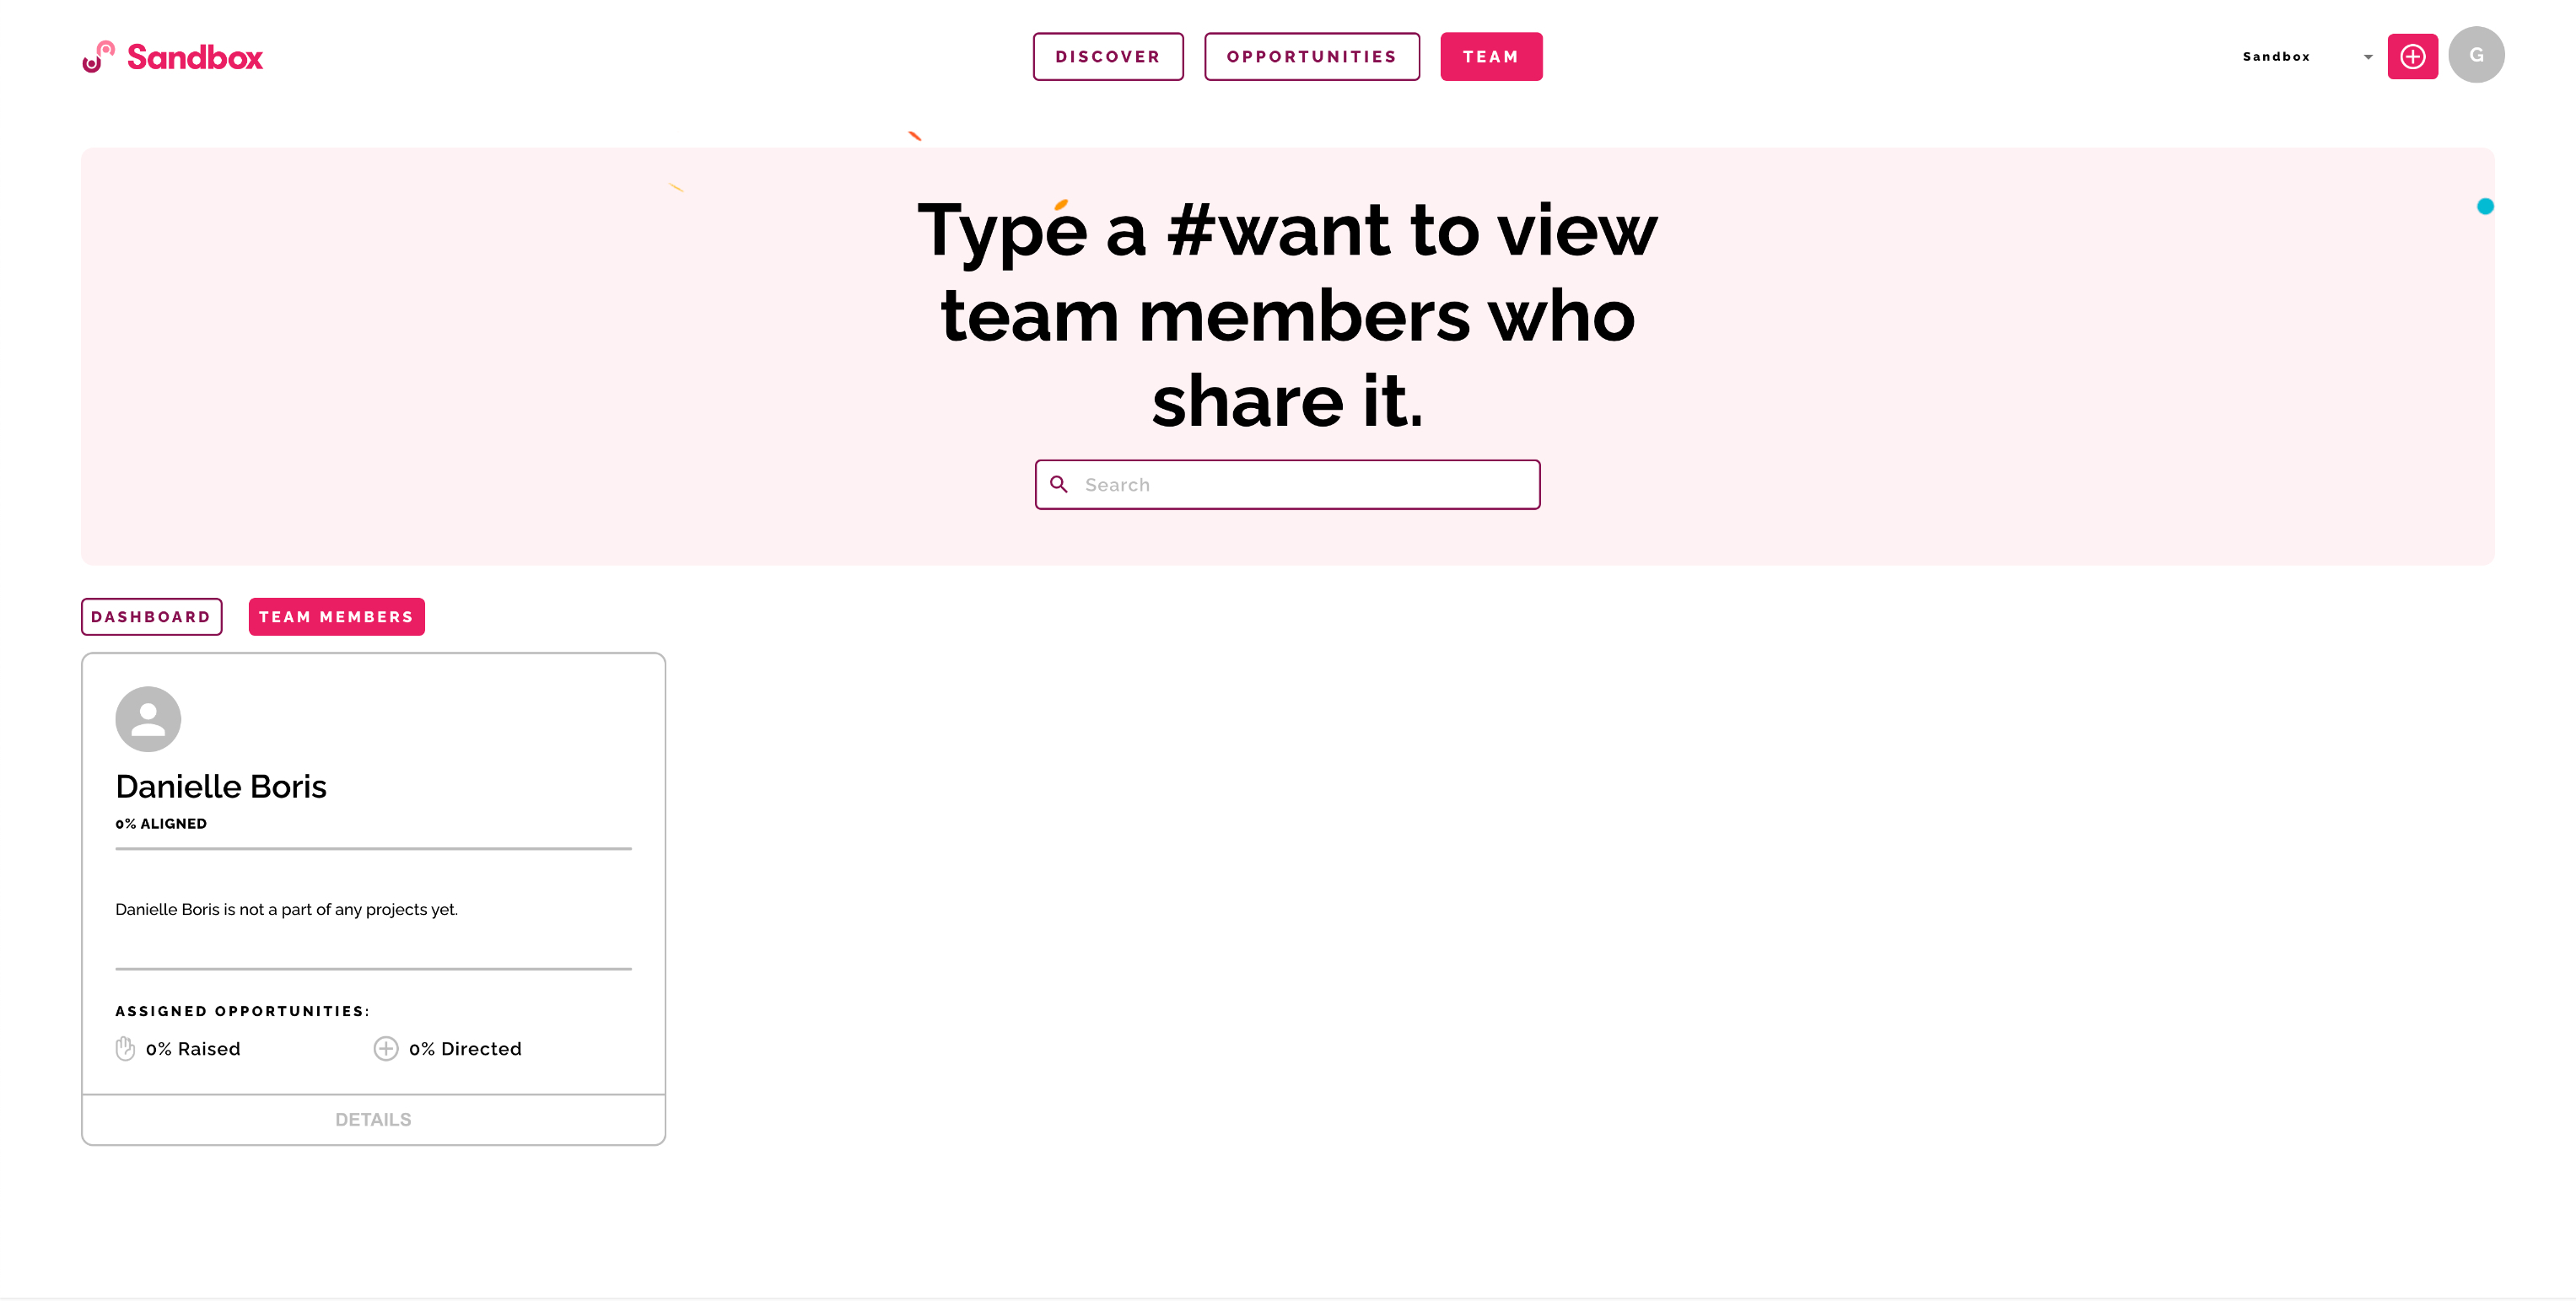 Sandbox
DISCOVER
OPPORTUNITIES
TEAM
Sandbox
G
Type a #want to view
team members who
share it.
Search
DASHBOARD
TEAM MEMBERS
Danielle Boris
0% ALIGNED
Danielle Boris is not a part of any projects yet.
ASSIGNED OPPORTUNITIES:
0% Raised
0% Directed
DETAILS